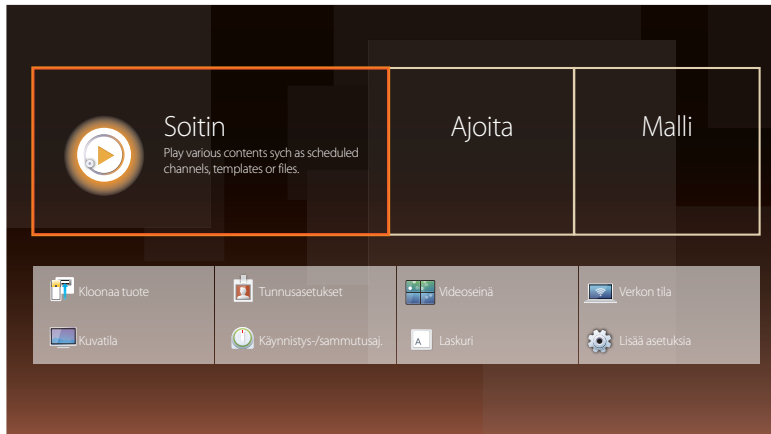 Soitin
Play various contents sych as scheduled
channels, templates or files.
Ajoita
Malli
Kloonaa tuote
Tunnusasetukset
Videoseinä
Verkon tila
Kuvatila
Käynnistys-/sammutusaj.
A
Laskuri
Lisää asetuksia